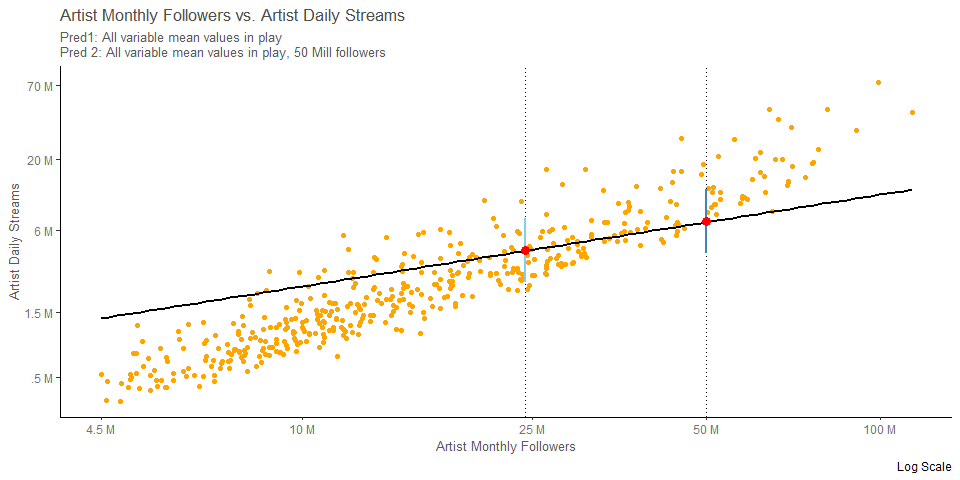 Artist Monthly Followers vs. Artist Daily Streams
Pred1: All variable mean values in play
Pred 2: All variable mean values in play, 50 Mill followers
70 M
20 M
6 M
1.5 M
.5 M
Artist Daily Streams
4.5 M
10 M
25 M
50 M
100 M
Artist Monthly Followers
Log Scale